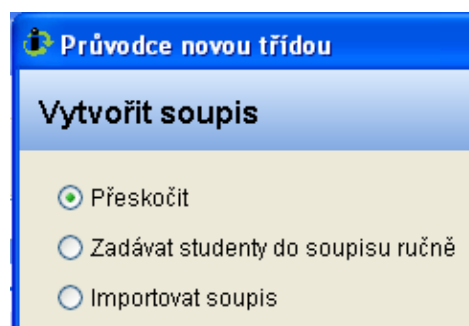 Průvodce novou třídou
Vytvořit soupis
Přeskočit
Zadávat studenty do soupisu ručně
Importovat soupis